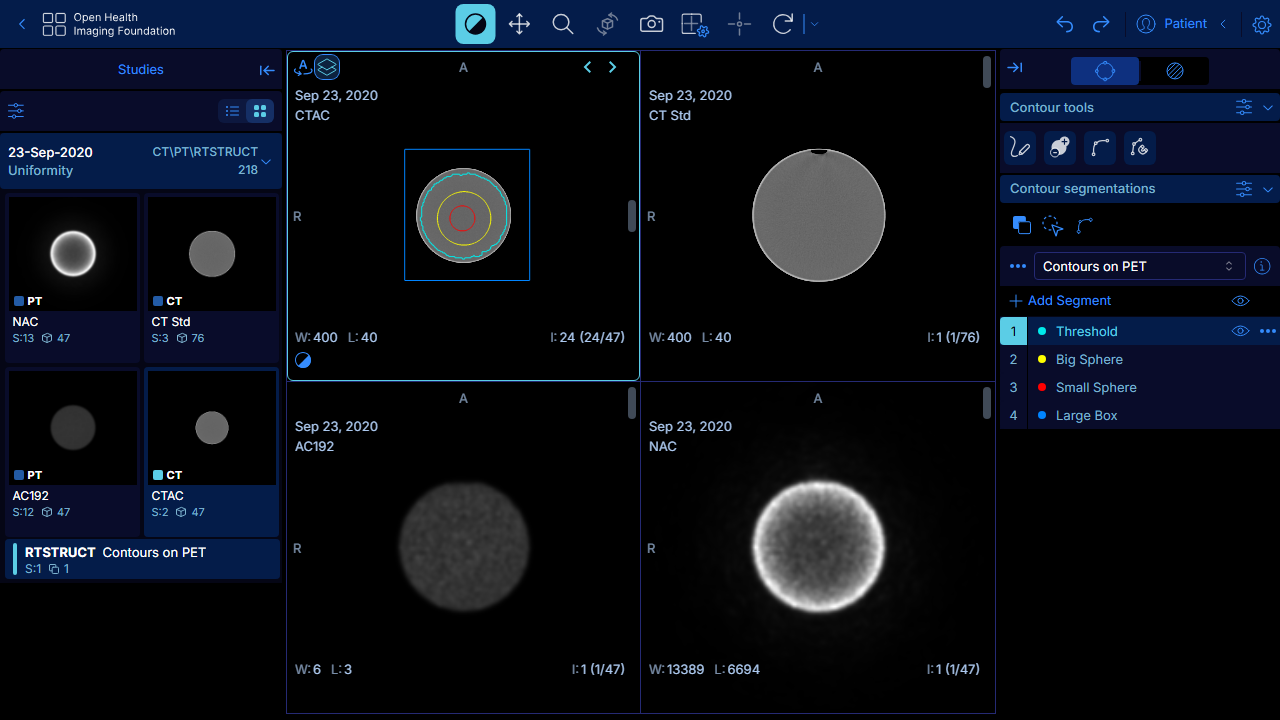 Open Health
Imaging Foundation
Patient
Studies
23-Sep-2020
CT\PT\RTSTRUCT
Uniformity
218
PT
NAC
S:13 47
CT
CT Std
S:3 76
PT
AC192
S:12 47
CT
CTAC
S:2 47
RTSTRUCT Contours on PET
S:1 1
A
A
Sep 23, 2020
CTAC
R
W:400 L:40
I:24 (24/47)
A
Sep 23, 2020
CT Std
R
W:400 L:40
I:1 (1/76)
A
Sep 23, 2020
AC192
R
W:6 L:3
I:1 (1/47)
A
Sep 23, 2020
NAC
R
W:13389 L:6694
I:1 (1/47)
Contour tools
Contour segmentations
Contours on PET
Add Segment
1 Threshold
2 Big Sphere
3 Small Sphere
4 Large Box